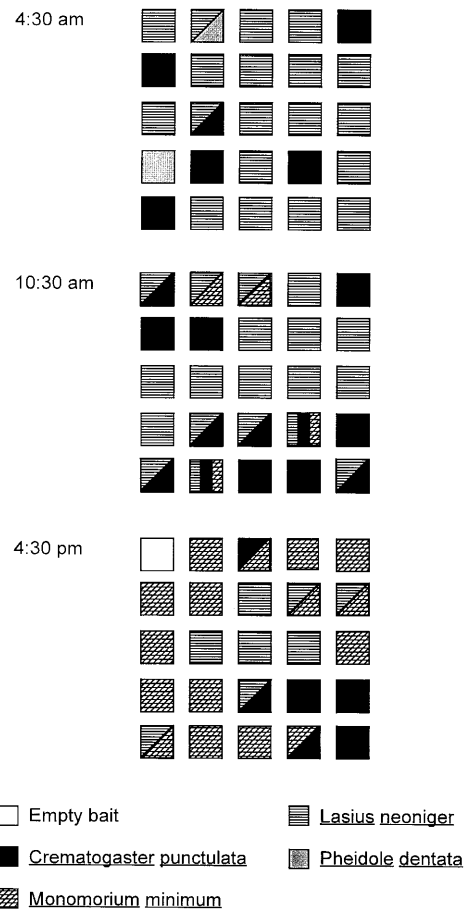 4:30 am
10:30 am
4:30 pm
Empty bait
Lasius neoniger
Crematogaster punctulata
Pheidole dentata
Monomorium minimum